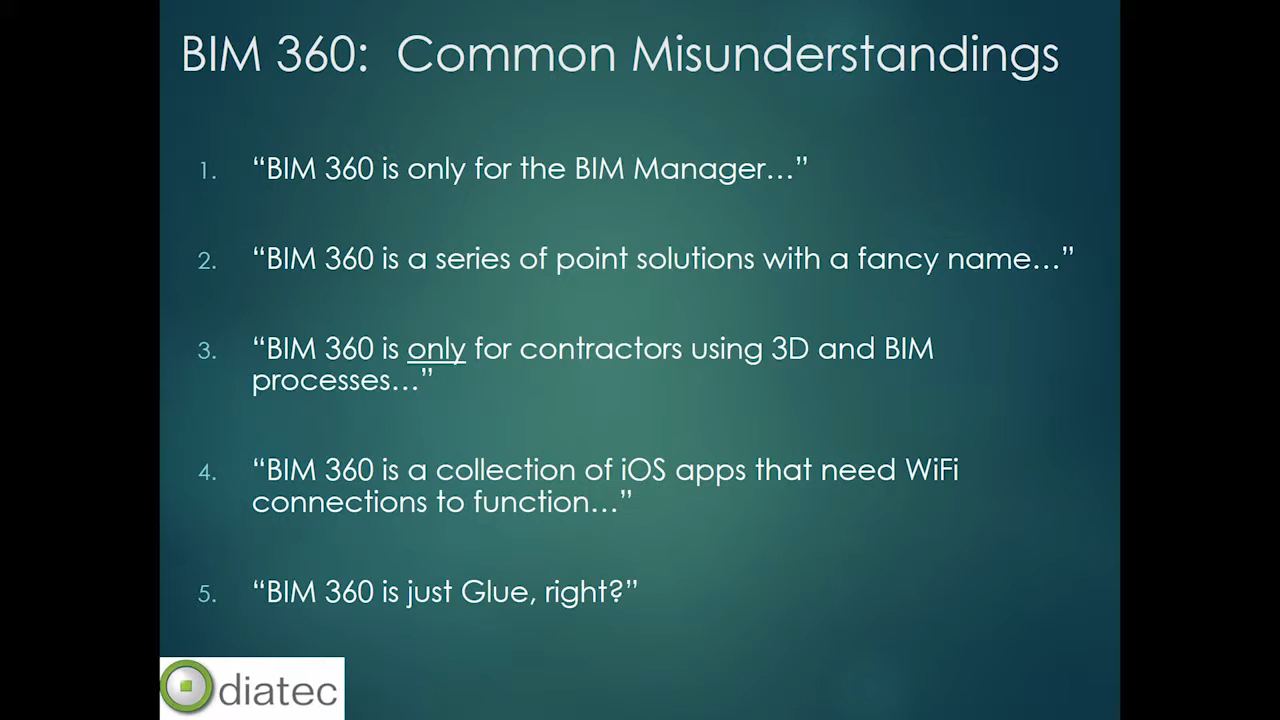 BIM 360:  Common Misunderstandings
1. “BIM 360 is only for the BIM Manager…”
2. “BIM 360 is a series of point solutions with a fancy name…”
3. “BIM 360 is only for contractors using 3D and BIM
processes…”
4. “BIM 360 is a collection of iOS apps that need WiFi
connections to function…”
5. “BIM 360 is just Glue, right?”
diatec